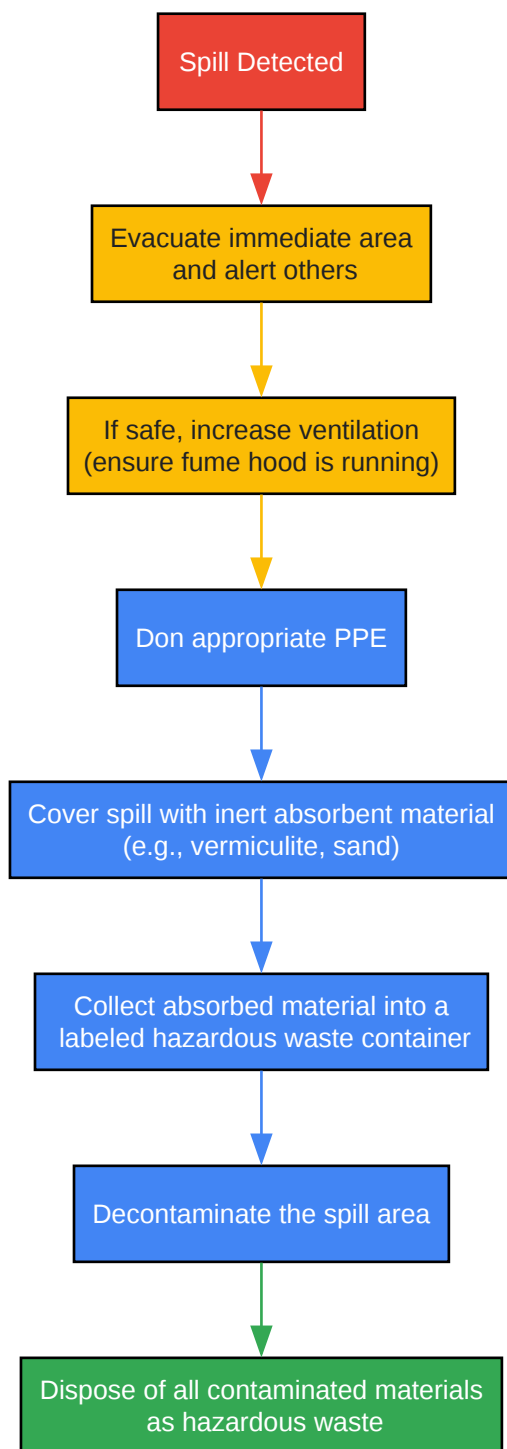 Spill Detected
Evacuate immediate area
and alert others
If safe, increase ventilation
(ensure fume hood is running)
Don appropriate PPE
Cover spill with inert absorbent material
(e.g., vermiculite, sand)
Collect absorbed material into a
labeled hazardous waste container
Decontaminate the spill area
Dispose of all contaminated materials
as hazardous waste